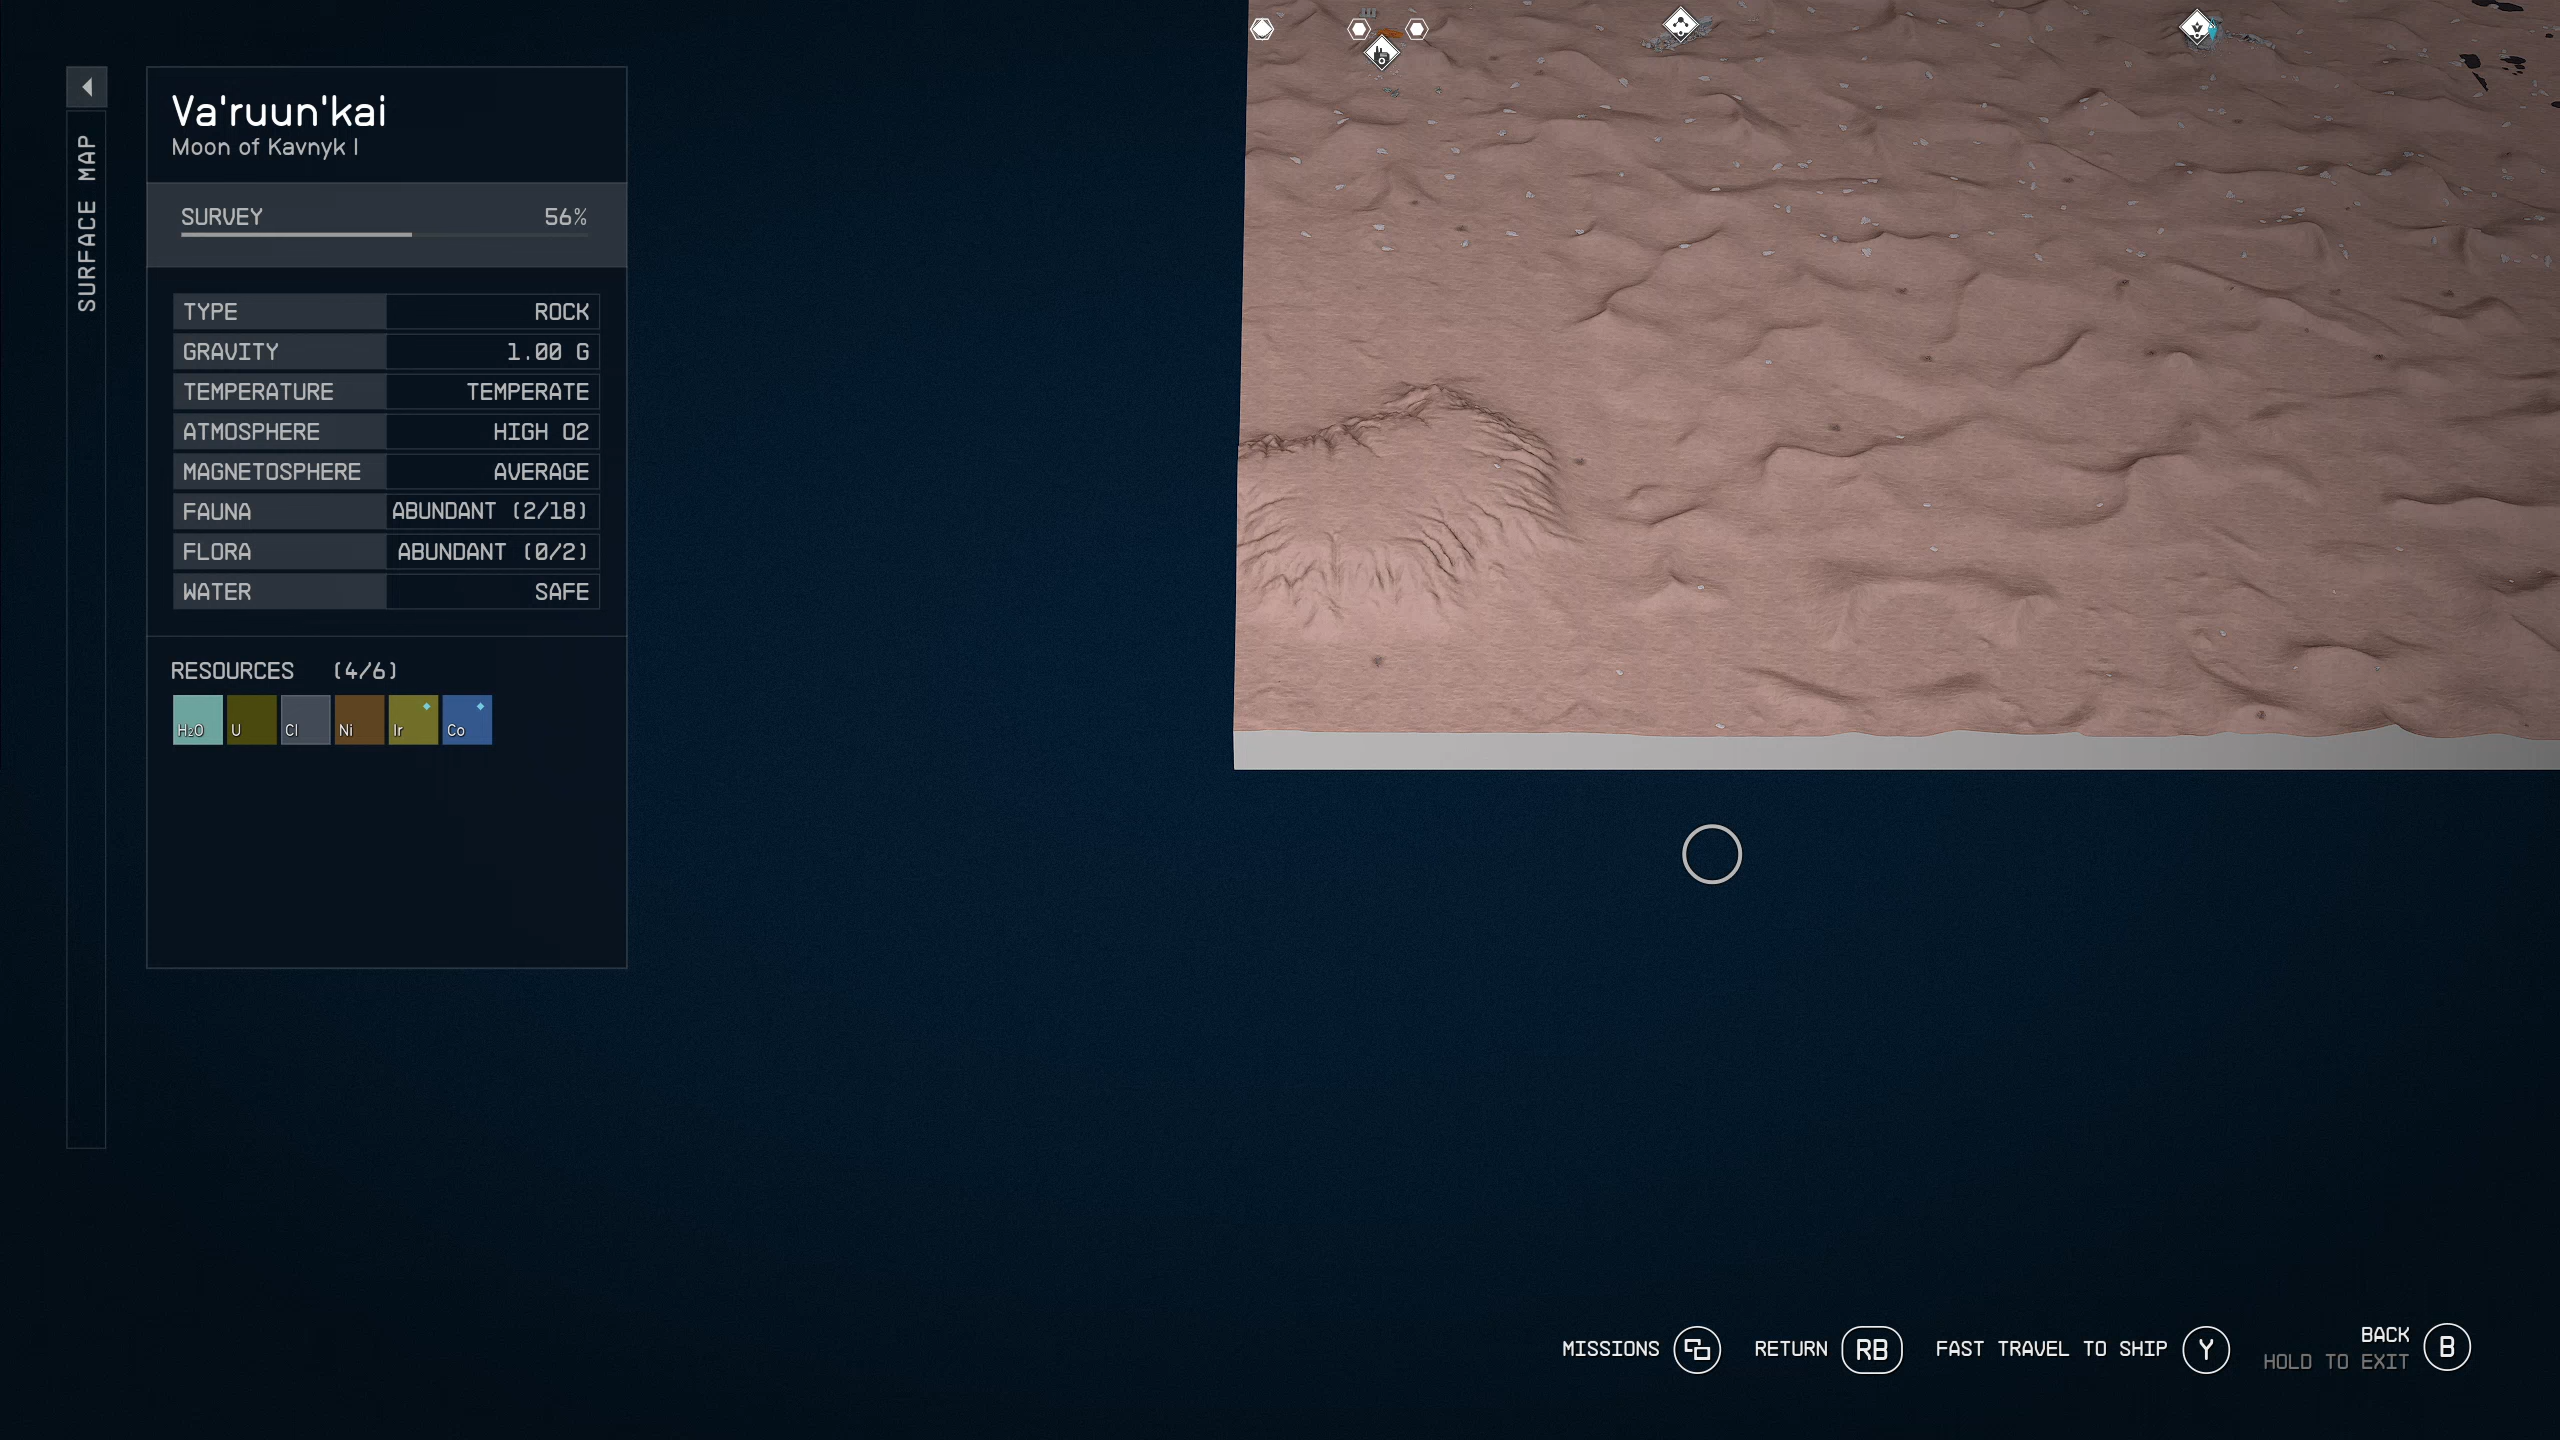 SURFACE MAP
Va'ruun'kai
Moon of Kavnyk I
SURVEY 56%
TYPE ROCK
GRAVITY 1.00 G
TEMPERATURE TEMPERATE
ATMOSPHERE HIGH O2
MAGNETOSPHERE AVERAGE
FAUNA ABUNDANT (2/18)
FLORA ABUNDANT (0/2)
WATER SAFE
RESOURCES (4/6)
H₂O U Cl Ni Ir Co
MISSIONS RETURN RB FAST TRAVEL TO SHIP Y BACK B
HOLD TO EXIT